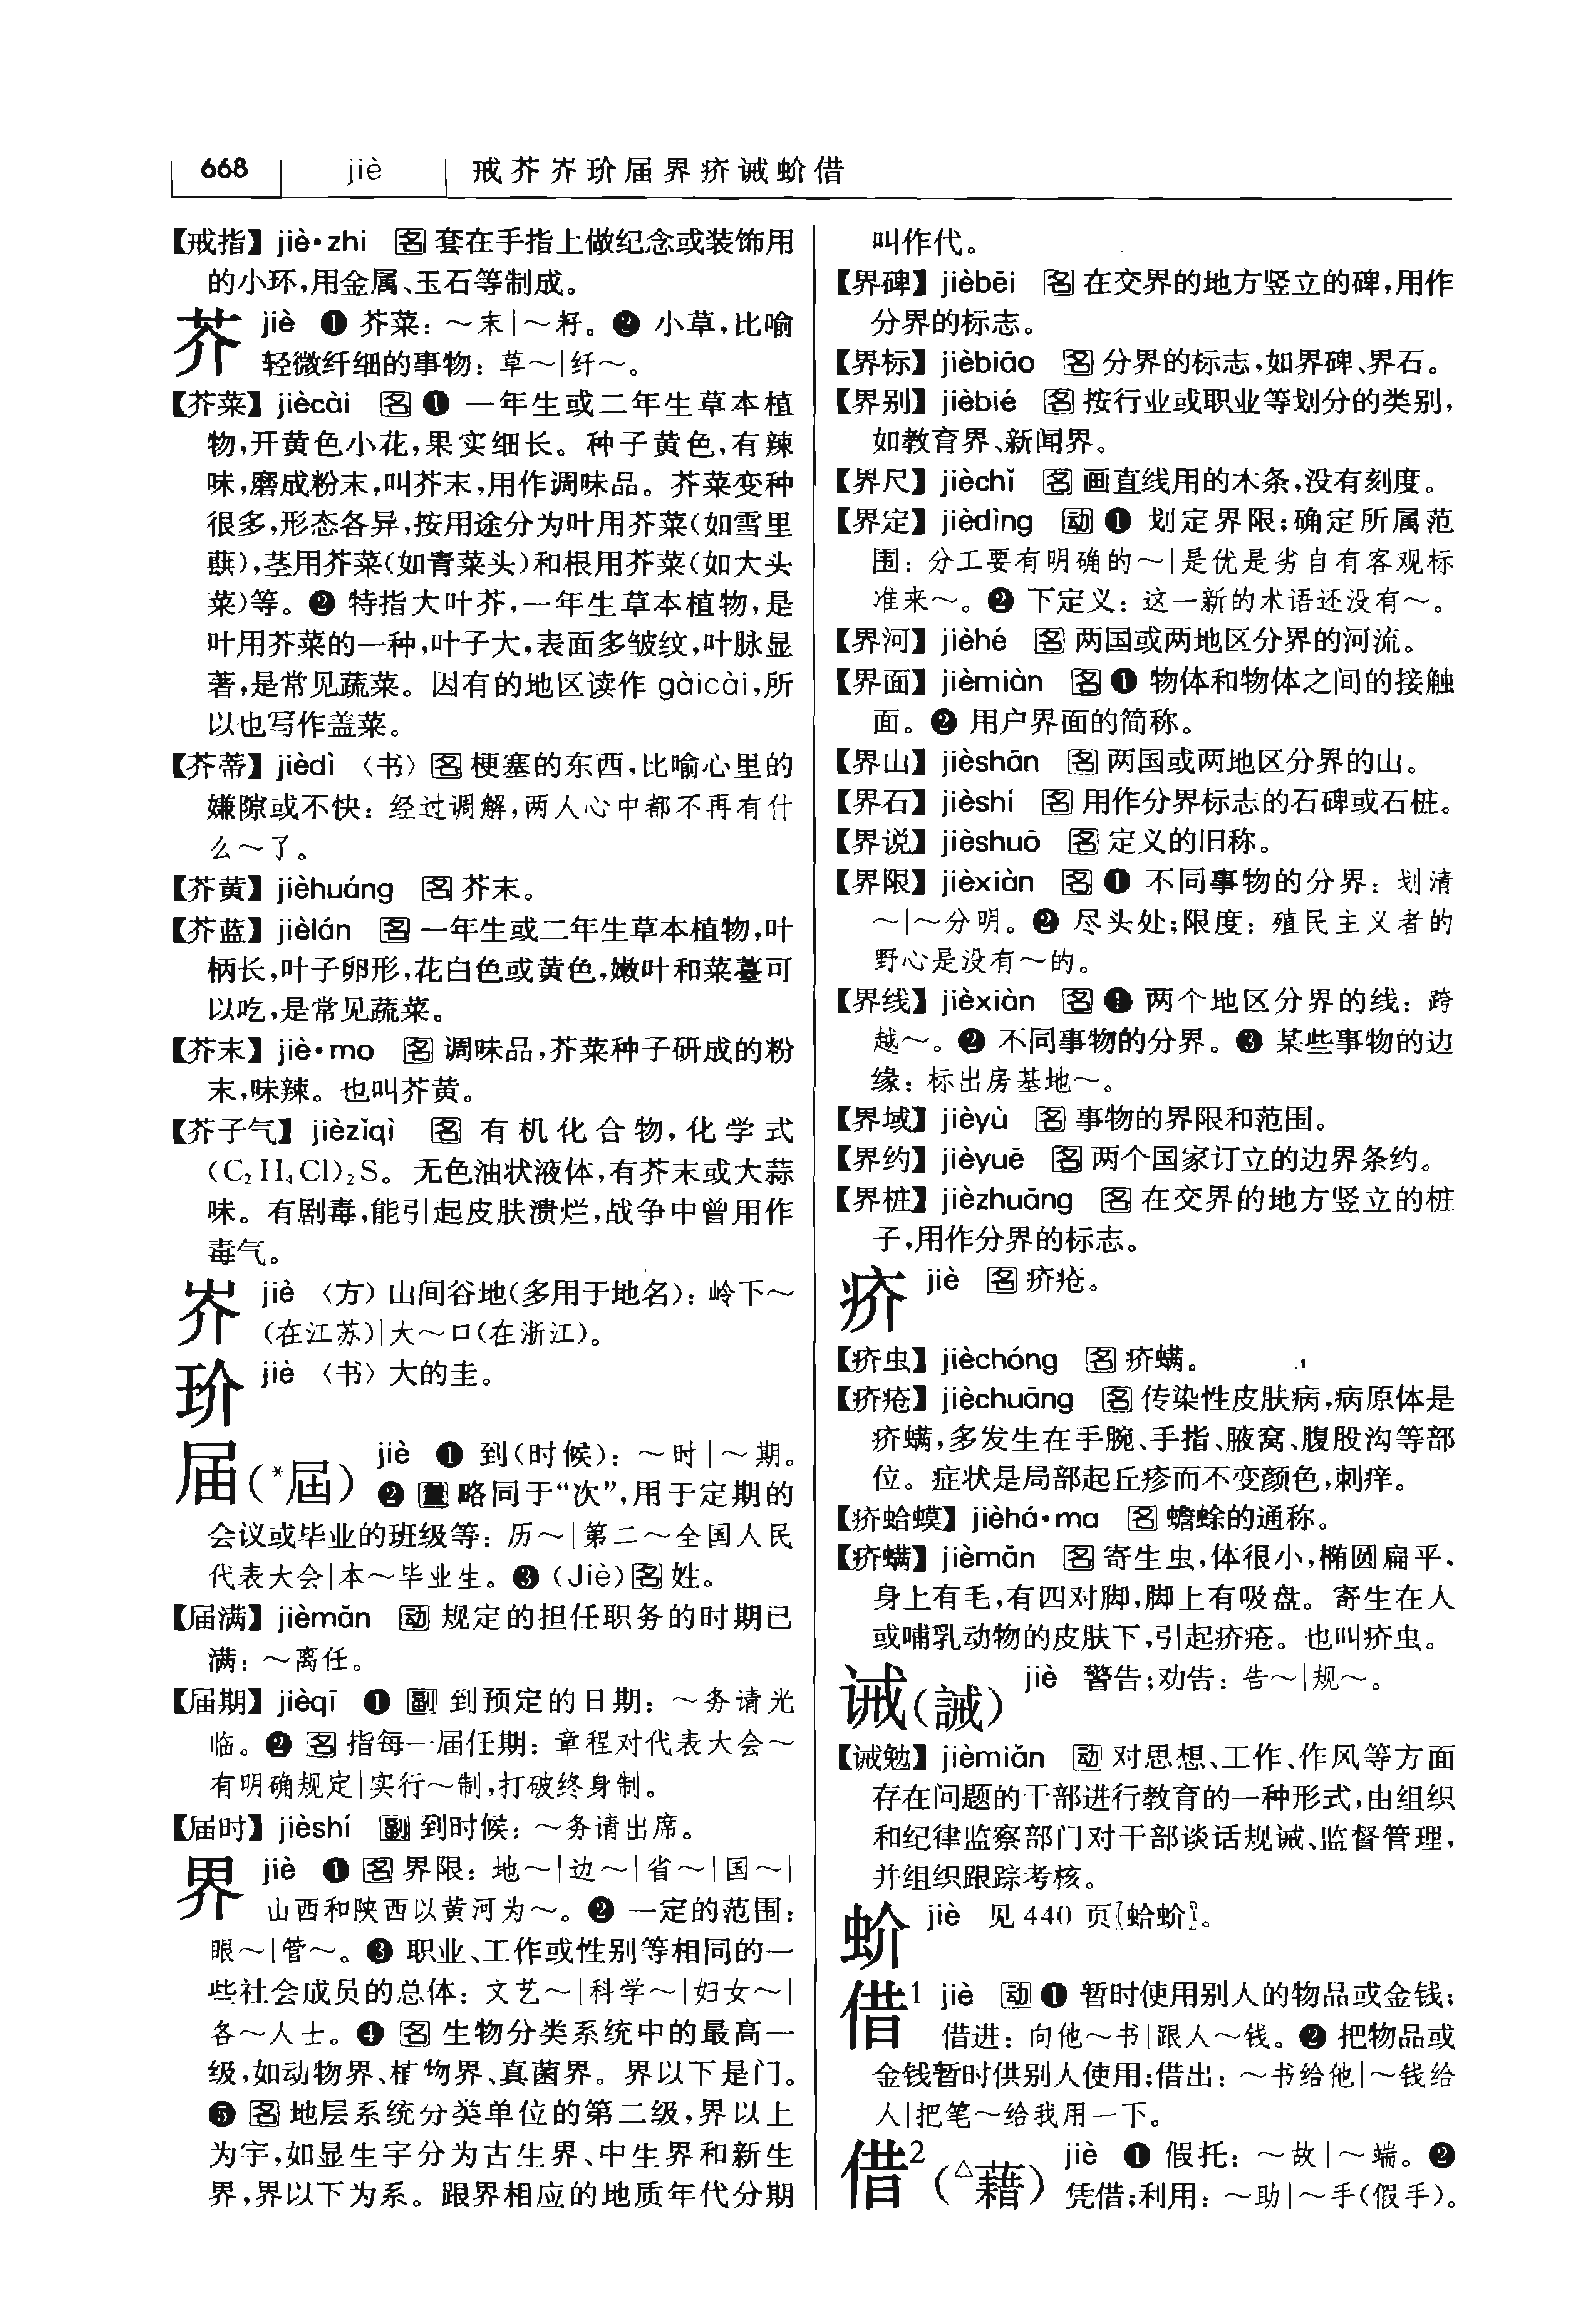 668 jiè 戒芥岕玠届界疥诫蚧借
【戒指】 jiè·zhi 名 套在手指上做纪念或装饰用
的小环,用金属、玉石等制成。
芥 jiè ❶ 芥菜：～末|～籽。❷ 小草,比喻
轻微纤细的事物：草～|纤～。
【芥菜】 jiècài 名 ❶ 一年生或二年生草本植
物,开黄色小花,果实细长。种子黄色,有辣
味,磨成粉末,叫芥末,用作调味品。芥菜变种
很多,形态各异,按用途分为叶用芥菜(如雪里
蕻),茎用芥菜(如青菜头)和根用芥菜(如大头
菜)等。❷ 特指大叶芥,一年生草本植物,是
叶用芥菜的一种,叶子大,表面多皱纹,叶脉显
著,是常见蔬菜。因有的地区读作 gàicài,所
以也写作盖菜。
【芥蒂】 jièdì 〈书〉 名 梗塞的东西,比喻心里的
嫌隙或不快：经过调解,两人心中都不再有什
么～了。
【芥黄】 jièhuáng 名 芥末。
【芥蓝】 jièlán 名 一年生或二年生草本植物,叶
柄长,叶子卵形,花白色或黄色,嫩叶和菜薹可
以吃,是常见蔬菜。
【芥末】 jiè·mo 名 调味品,芥菜种子研成的粉
末,味辣。也叫芥黄。
【芥子气】 jièzǐqì 名 有机化合物,化学式
(C₂H₄Cl)₂S。无色油状液体,有芥末或大蒜
味。有剧毒,能引起皮肤溃烂,战争中曾用作
毒气。
岕 jiè 〈方〉 山间谷地(多用于地名)：岭下～
(在江苏)|大～口(在浙江)。
玠 jiè 〈书〉 大的圭。
届(*屆) jiè ❶ 到(时候)：～时|～期。
❷ 量 略同于“次”,用于定期的
会议或毕业的班级等：历～|第二～全国人民
代表大会|本～毕业生。❸ (Jiè) 名 姓。
【届满】 jièmǎn 动 规定的担任职务的时期已
满：～离任。
【届期】 jièqī ❶ 副 到预定的日期：～务请光
临。❷ 名 指每一届任期：章程对代表大会～
有明确规定|实行～制,打破终身制。
【届时】 jièshí 副 到时候：～务请出席。
界 jiè ❶ 名 界限：地～|边～|省～|国～|
山西和陕西以黄河为～。❷ 一定的范围：
眼～|管～。❸ 职业、工作或性别等相同的一
些社会成员的总体：文艺～|科学～|妇女～|
各～人士。❹ 名 生物分类系统中的最高一
级,如动物界、植物界、真菌界。界以下是门。
❺ 名 地层系统分类单位的第二级,界以上
为宇,如显生宇分为古生界、中生界和新生
界,界以下为系。跟界相应的地质年代分期
叫作代。
【界碑】 jièbēi 名 在交界的地方竖立的碑,用作
分界的标志。
【界标】 jièbiāo 名 分界的标志,如界碑、界石。
【界别】 jièbié 名 按行业或职业等划分的类别,
如教育界、新闻界。
【界尺】 jièchǐ 名 画直线用的木条,没有刻度。
【界定】 jièdìng 动 ❶ 划定界限;确定所属范
围：分工要有明确的～|是优是劣自有客观标
准来～。❷ 下定义：这一新的术语还没有～。
【界河】 jièhé 名 两国或两地区分界的河流。
【界面】 jièmiàn 名 ❶ 物体和物体之间的接触
面。❷ 用户界面的简称。
【界山】 jièshān 名 两国或两地区分界的山。
【界石】 jièshí 名 用作分界标志的石碑或石桩。
【界说】 jièshuō 名 定义的旧称。
【界限】 jièxiàn 名 ❶ 不同事物的分界：划清
～|～分明。❷ 尽头处;限度：殖民主义者的
野心是没有～的。
【界线】 jièxiàn 名 ❶ 两个地区分界的线：跨
越～。❷ 不同事物的分界。❸ 某些事物的边
缘：标出房基地～。
【界域】 jièyù 名 事物的界限和范围。
【界约】 jièyuē 名 两个国家订立的边界条约。
【界桩】 jièzhuāng 名 在交界的地方竖立的桩
子,用作分界的标志。
疥 jiè 名 疥疮。
【疥虫】 jièchóng 名 疥螨。
【疥疮】 jièchuāng 名 传染性皮肤病,病原体是
疥螨,多发生在手腕、手指、腋窝、腹股沟等部
位。症状是局部起丘疹而不变颜色,刺痒。
【疥蛤蟆】 jièhá·ma 名 蟾蜍的通称。
【疥螨】 jièmǎn 名 寄生虫,体很小,椭圆扁平,
身上有毛,有四对脚,脚上有吸盘。寄生在人
或哺乳动物的皮肤下,引起疥疮。也叫疥虫。
诫(誡) jiè 警告;劝告：告～|规～。
【诫勉】 jièmiǎn 动 对思想、工作、作风等方面
存在问题的干部进行教育的一种形式,由组织
和纪律监察部门对干部谈话规诫、监督管理,
并组织跟踪考核。
蚧 jiè 见 440 页〖蛤蚧〗。
借¹ jiè 动 ❶ 暂时使用别人的物品或金钱;
借进：向他～书|跟人～钱。❷ 把物品或
金钱暂时供别人使用;借出：～书给他|～钱给
人|把笔～给我用一下。
借²(△藉) jiè ❶ 假托：～故|～端。❷
凭借;利用：～助|～手(假手)。